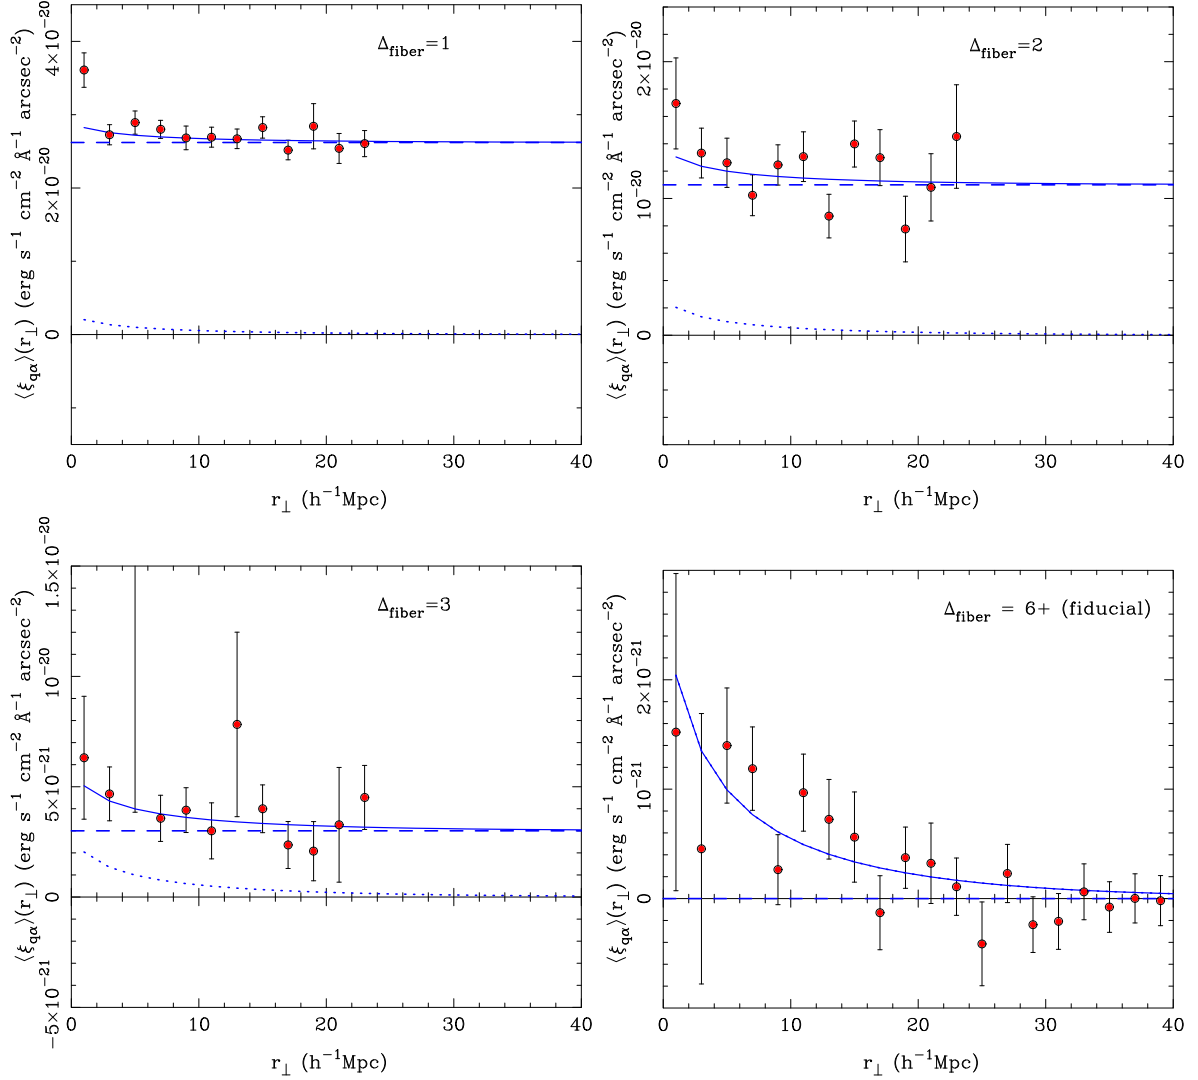 Δfiber=1
4×10⁻²⁰
2×10⁻²⁰
0
⟨ξqα⟩(r⊥) (erg s⁻¹ cm⁻² Å⁻¹ arcsec⁻²)
0 10 20 30 40
r⊥ (h⁻¹Mpc)
Δfiber=2
2×10⁻²⁰
10⁻²⁰
0
⟨ξqα⟩(r⊥) (erg s⁻¹ cm⁻² Å⁻¹ arcsec⁻²)
0 10 20 30 40
r⊥ (h⁻¹Mpc)
Δfiber=3
1.5×10⁻²⁰
10⁻²⁰
5×10⁻²¹
0
−5×10⁻²¹
⟨ξqα⟩(r⊥) (erg s⁻¹ cm⁻² Å⁻¹ arcsec⁻²)
0 10 20 30 40
r⊥ (h⁻¹Mpc)
Δfiber = 6+ (fiducial)
2×10⁻²¹
10⁻²¹
0
⟨ξqα⟩(r⊥) (erg s⁻¹ cm⁻² Å⁻¹ arcsec⁻²)
0 10 20 30 40
r⊥ (h⁻¹Mpc)